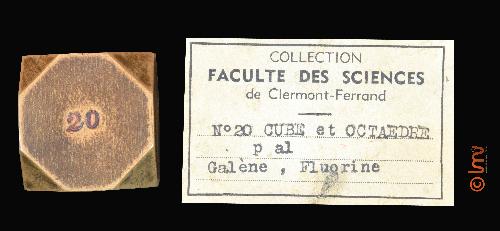 20
COLLECTION
FACULTE DES SCIENCES
de Clermont-Ferrand
N°20 CUBE et OCTAEDRE
p al
Galène , Fluorine
© lmv